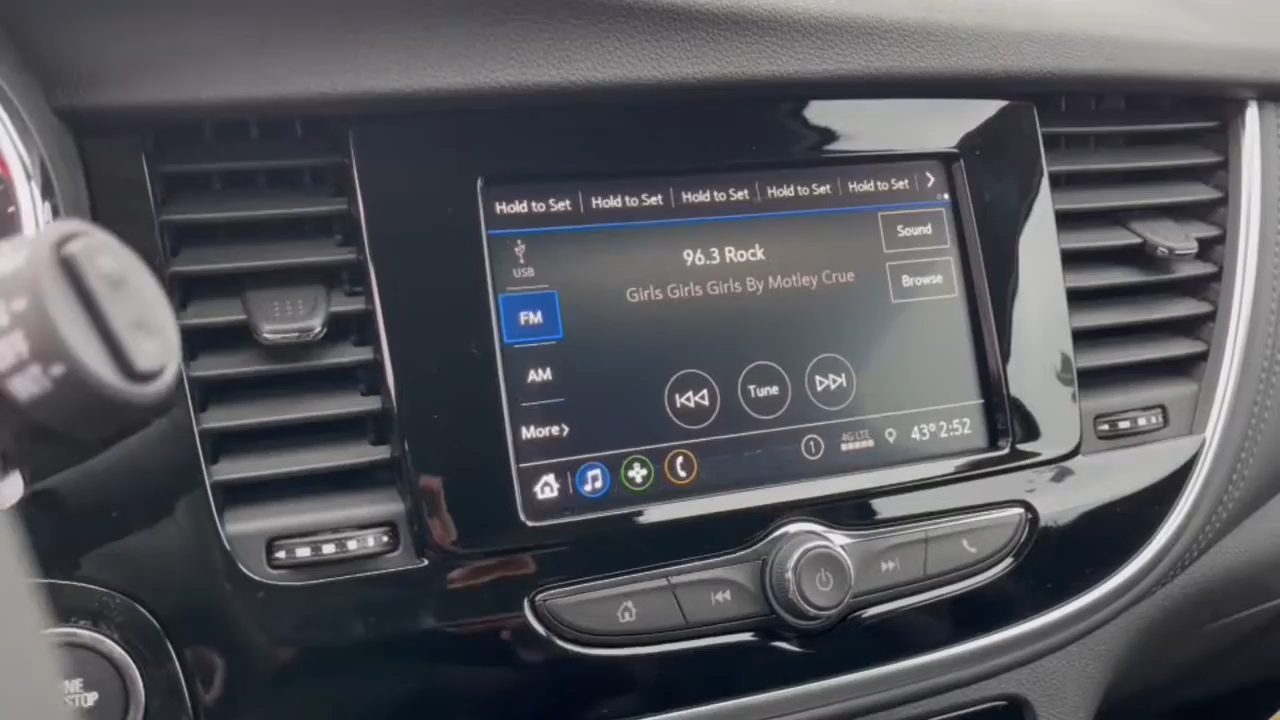 Hold to Set Hold to Set Hold to Set Hold to Set Hold to Set
USB
FM
AM
More
96.3 Rock
Girls Girls Girls By Motley Crue
Sound
Browse
Tune
1 4G LTE 43° 2:52
STOP